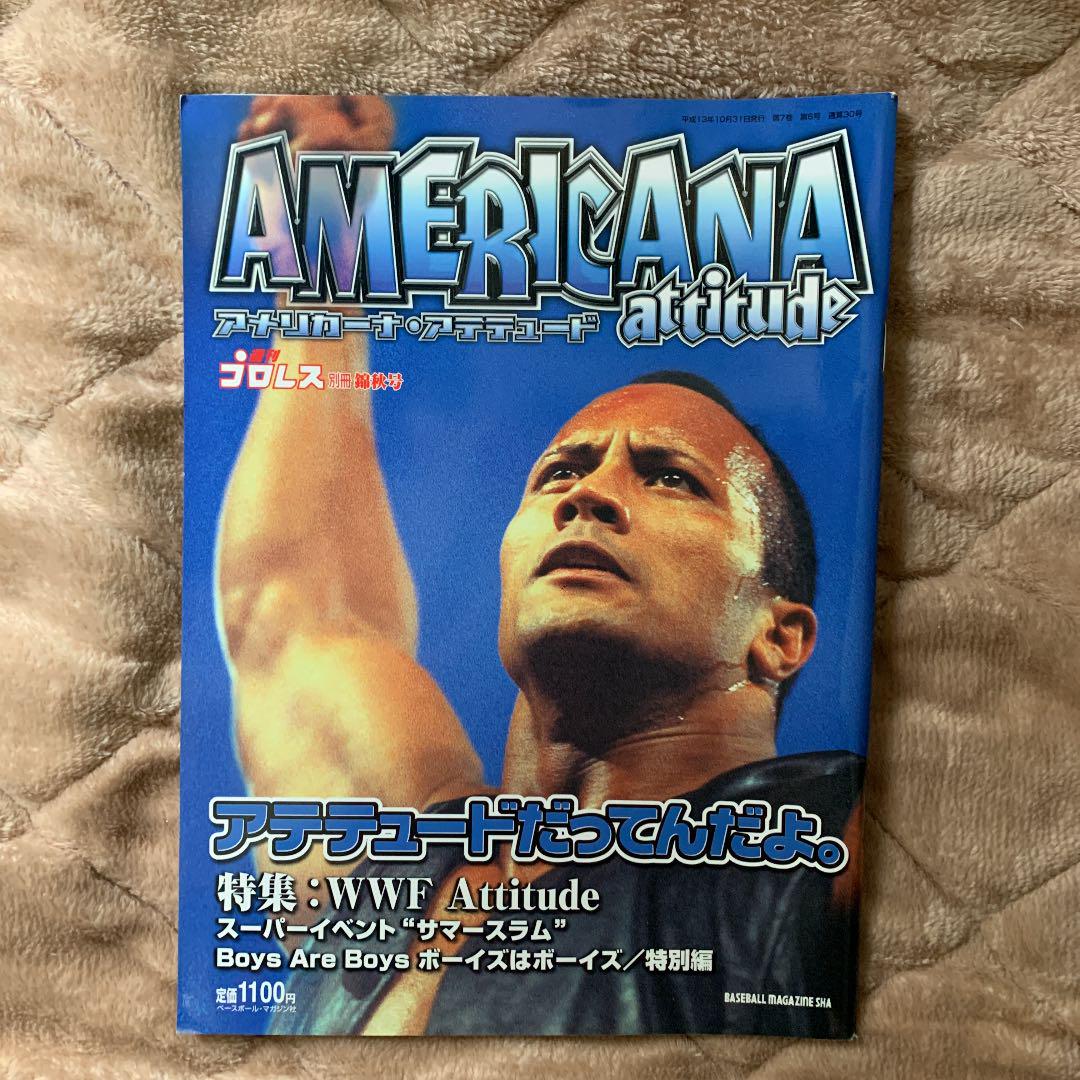 平成13年10月31日発行 第7巻 第6号 通算30号
AMERICANA
attitude
アメリカーナ・アテテュード
週刊
プロレス 別冊 錦秋号
アテテュードだってんだよ。
特集：WWF Attitude
スーパーイベント“サマースラム”
Boys Are Boys ボーイズはボーイズ／特別編
定価1100円
ベースボール・マガジン社
BASEBALL MAGAZINE SHA